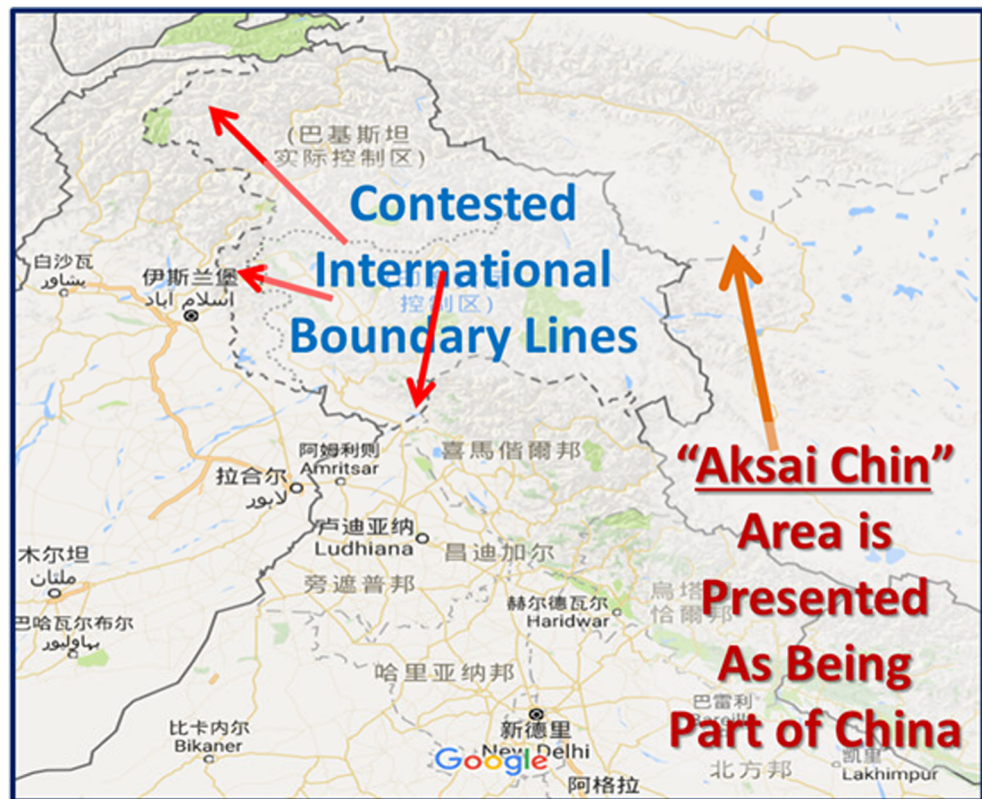 (巴基斯坦
实际控制区)
Contested
International
控制区)
Boundary Lines
白沙瓦
پشاور
伊斯兰堡
اسلام آباد
“Aksai Chin”
Area is
Presented
As Being
Part of China
阿姆利则
Amritsar
喜馬偕爾邦
拉合尔
لاہور
卢迪亚纳
Ludhiana
昌迪加尔
木尔坦
ملتان
旁遮普邦
赫尔德瓦尔
Haridwar
烏塔
恰爾邦
巴哈瓦尔布尔
بہاولپور
哈里亚纳邦
巴雷利
比卡内尔
Bikaner
新德里
New Delhi
Google
北方邦
凯里
Lakhimpur
阿格拉